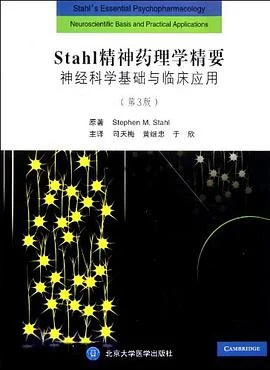 Stahl's Essential Psychopharmacology
Neuroscientific Basis and Practical Applications
Stahl精神药理学精要
神经科学基础与临床应用
(第3版)
原著 Stephen M. Stahl
主译 司天梅 黄继忠 于 欣
北京大学医学出版社
CAMBRIDGE